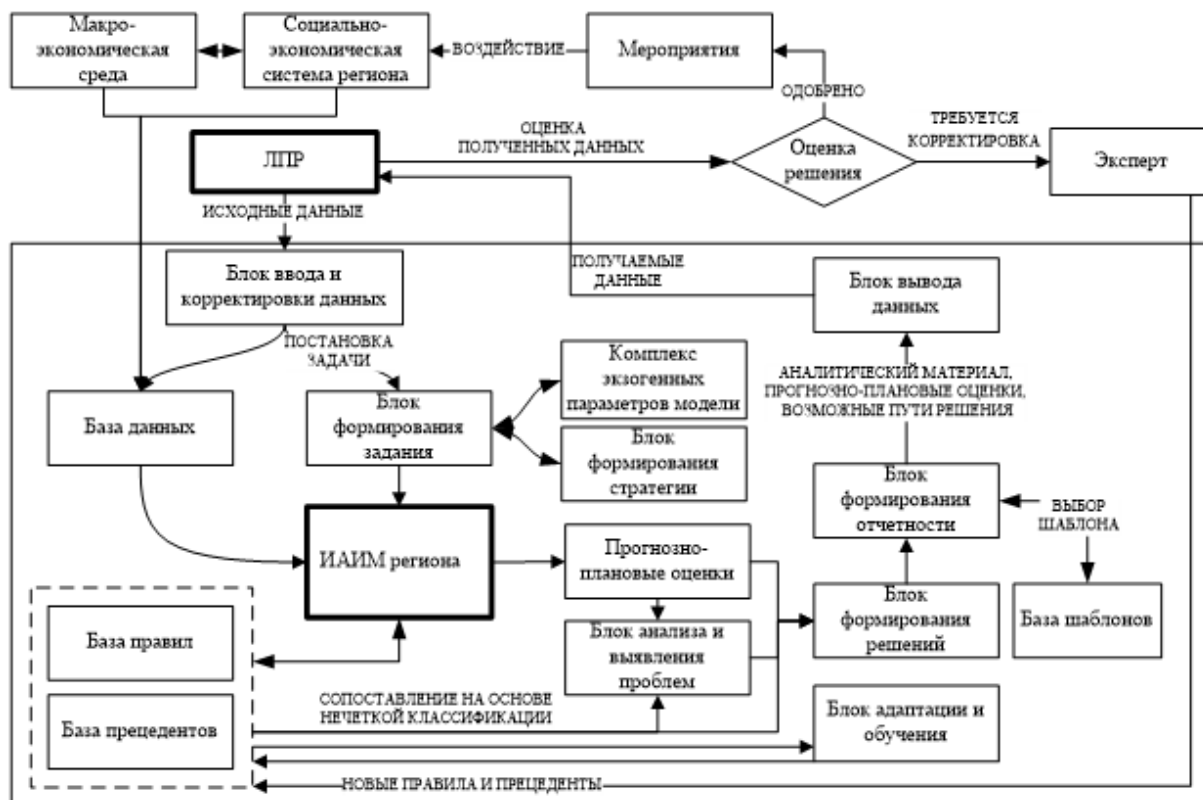 Макро-
экономическая
среда
Социально-
экономическая
система региона
ВОЗДЕЙСТВИЕ
Мероприятия
ОДОБРЕНО
ЛПР
ОЦЕНКА
ПОЛУЧЕННЫХ ДАННЫХ
Оценка
решения
ТРЕБУЕТСЯ
КОРРЕКТИРОВКА
Эксперт
ИСХОДНЫЕ ДАННЫЕ
Блок ввода и
корректировки данных
ПОЛУЧАЕМЫЕ
ДАННЫЕ
Блок вывода
данных
ПОСТАНОВКА
ЗАДАЧИ
Комплекс
экзогенных
параметров модели
АНАЛИТИЧЕСКИЙ МАТЕРИАЛ,
ПРОГНОЗНО-ПЛАНОВЫЕ ОЦЕНКИ,
ВОЗМОЖНЫЕ ПУТИ РЕШЕНИЯ
База данных
Блок
формирования
задания
Блок
формирования
стратегии
Блок
формирования
отчетности
ВЫБОР
ШАБЛОНА
ИАИМ региона
Прогнозно-
плановые оценки
Блок
формирования
решений
База шаблонов
База правил
Блок анализа и
выявления
проблем
СОПОСТАВЛЕНИЕ НА ОСНОВЕ
НЕЧЕТКОЙ КЛАССИФИКАЦИИ
База прецедентов
Блок адаптации и
обучения
НОВЫЕ ПРАВИЛА И ПРЕЦЕДЕНТЫ